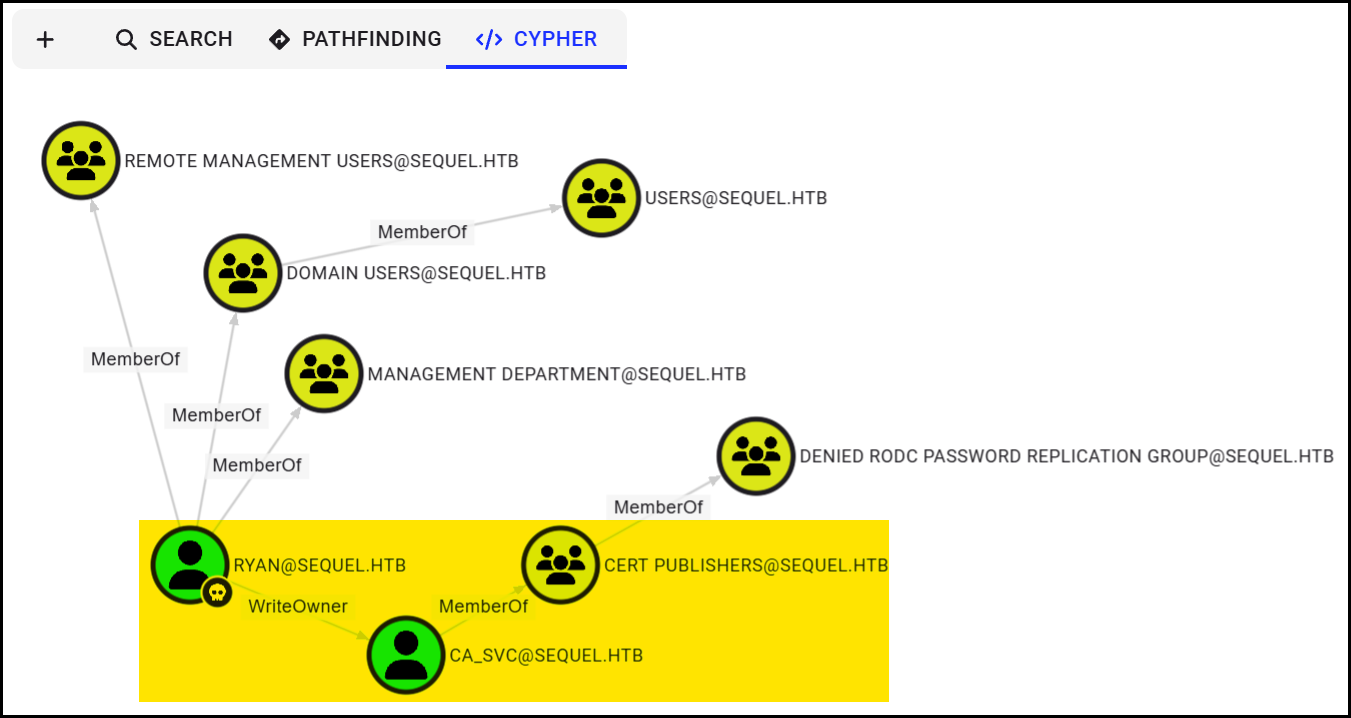 + SEARCH PATHFINDING </> CYPHER
REMOTE MANAGEMENT USERS@SEQUEL.HTB
USERS@SEQUEL.HTB
MemberOf
DOMAIN USERS@SEQUEL.HTB
MemberOf
MANAGEMENT DEPARTMENT@SEQUEL.HTB
MemberOf
MemberOf
DENIED RODC PASSWORD REPLICATION GROUP@SEQUEL.HTB
MemberOf
RYAN@SEQUEL.HTB
CERT PUBLISHERS@SEQUEL.HTB
WriteOwner
MemberOf
CA_SVC@SEQUEL.HTB